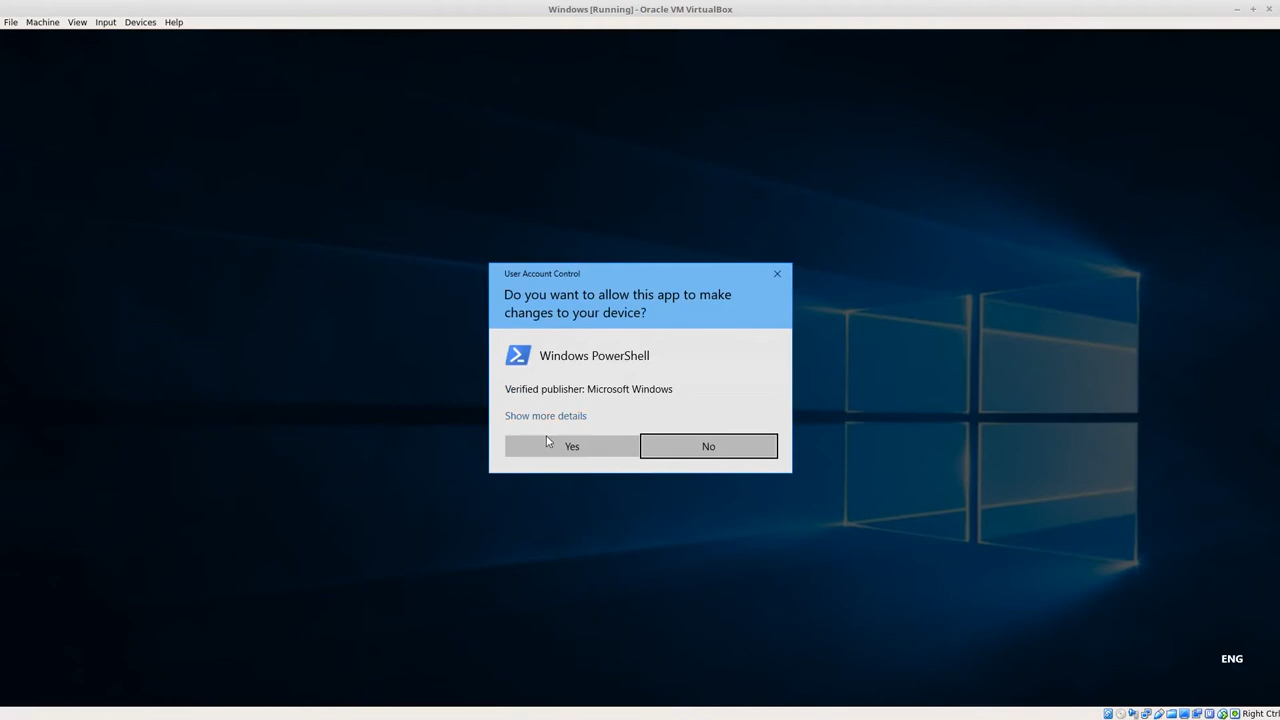 Windows [Running] - Oracle VM VirtualBox
File Machine View Input Devices Help
User Account Control
Do you want to allow this app to make
changes to your device?
Windows PowerShell
Verified publisher: Microsoft Windows
Show more details
Yes No
ENG
Right Ctrl